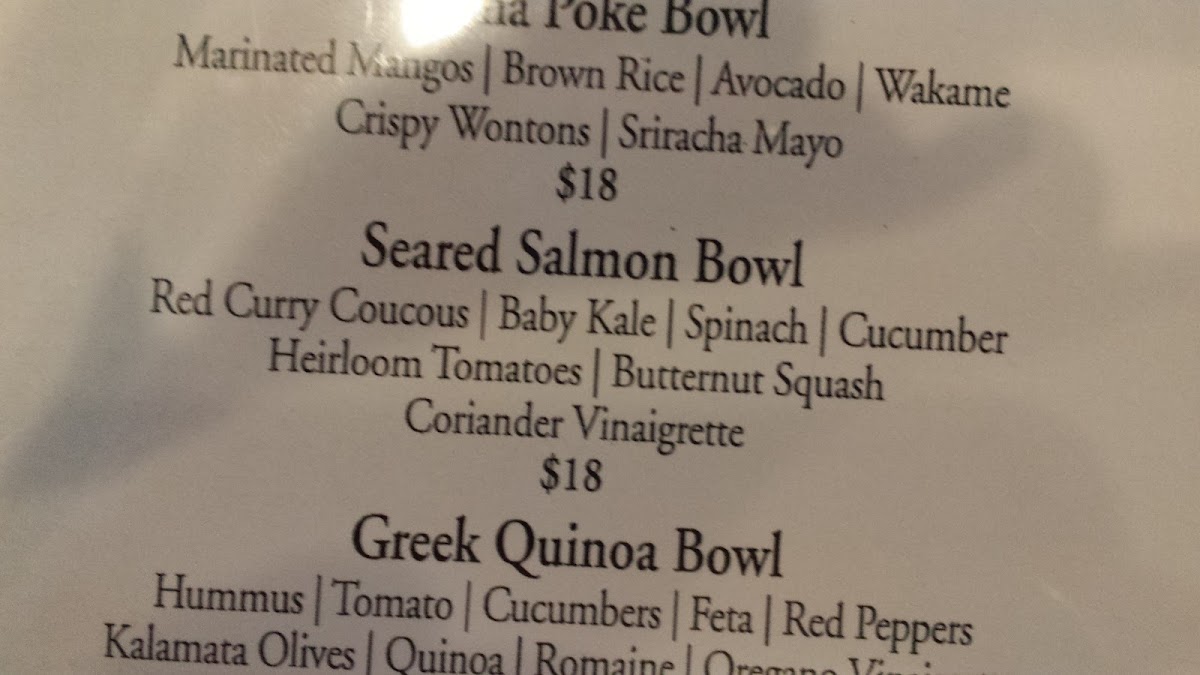 Poke Bowl
Marinated Mangos | Brown Rice | Avocado | Wakame
Crispy Wontons | Sriracha Mayo
$18
Seared Salmon Bowl
Red Curry Coucous | Baby Kale | Spinach | Cucumber
Heirloom Tomatoes | Butternut Squash
Coriander Vinaigrette
$18
Greek Quinoa Bowl
Hummus | Tomato | Cucumbers | Feta | Red Peppers
Kalamata Olives | Quinoa | Romaine | Oregano